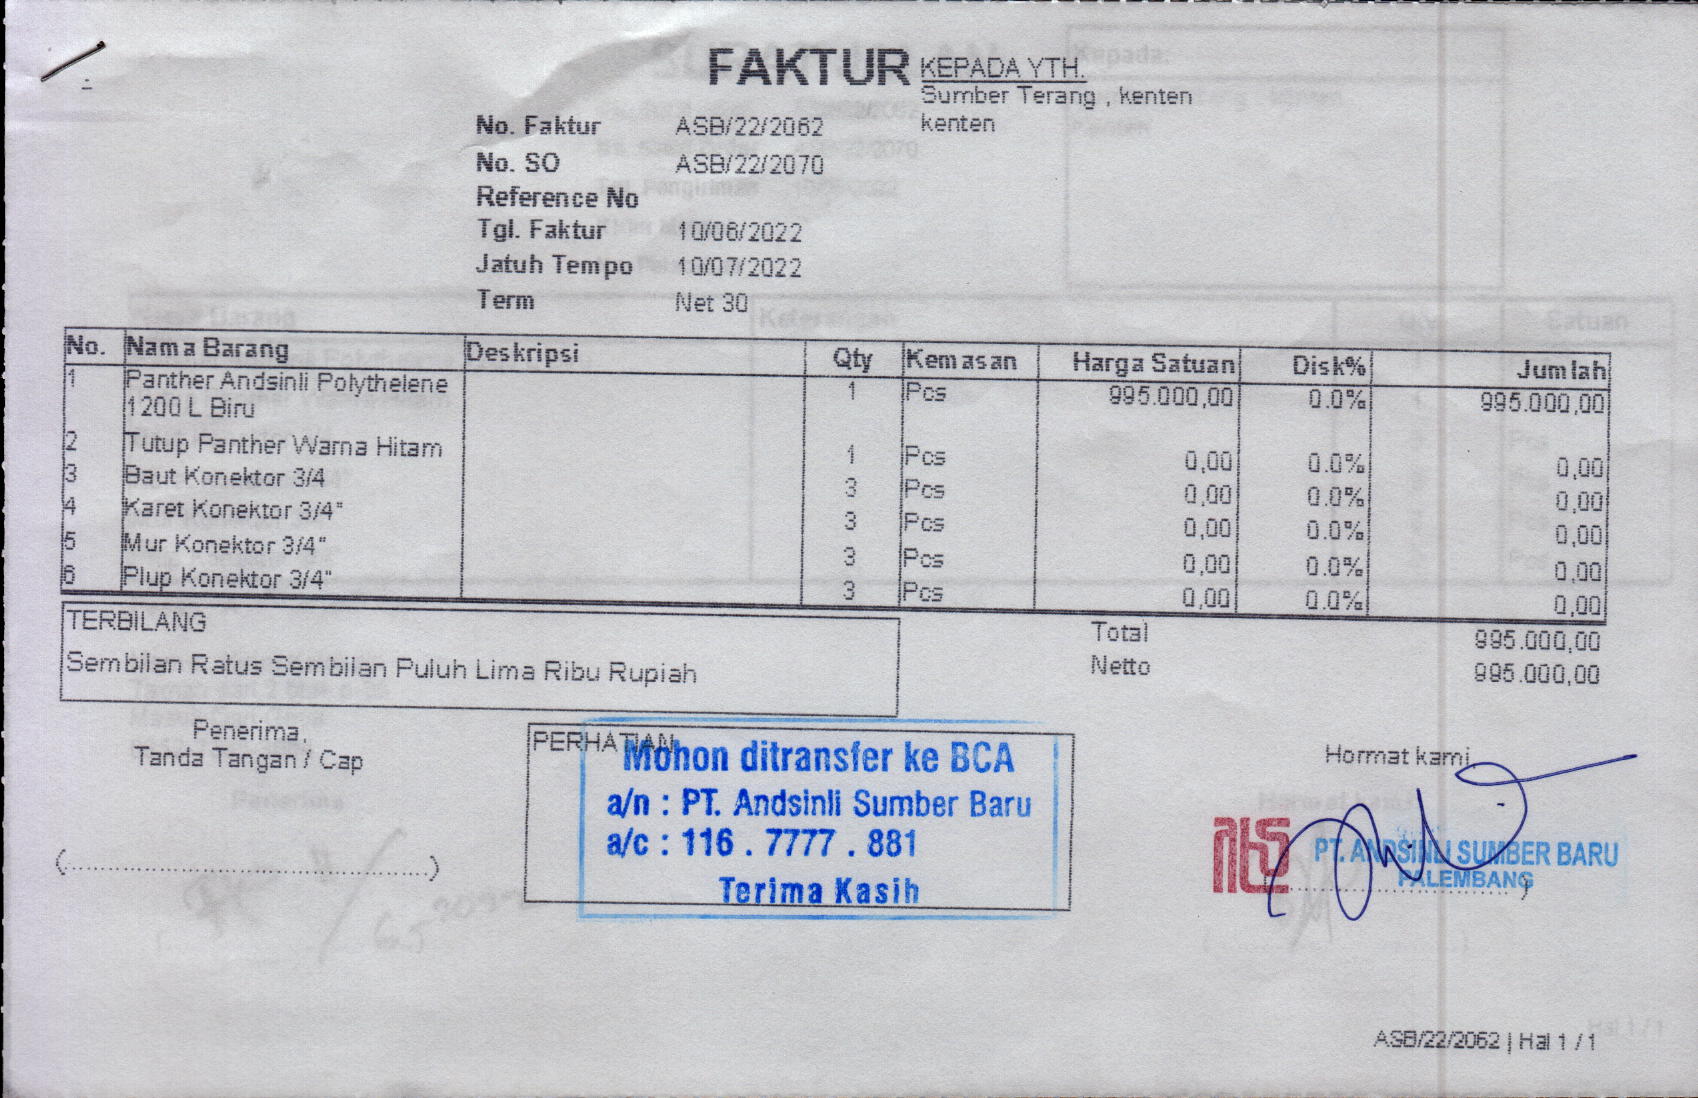 FAKTUR
KEPADA YTH.
Sumber Terang , kenten
kenten
No. Faktur ASB/22/2062
No. SO ASB/22/2070
Reference No
Tgl. Faktur 10/06/2022
Jatuh Tempo 10/07/2022
Term Net 30
No. Nama Barang Deskripsi Qty Kemasan Harga Satuan Disk% Jumlah
1 Panther Andsinli Polythelene 1 Pcs 995.000,00 0.0% 995.000,00
1200 L Biru
2 Tutup Panther Warna Hitam 1 Pcs 0,00 0.0% 0,00
3 Baut Konektor 3/4 3 Pcs 0,00 0.0% 0,00
4 Karet Konektor 3/4" 3 Pcs 0,00 0.0% 0,00
5 Mur Konektor 3/4" 3 Pcs 0,00 0.0% 0,00
6 Plup Konektor 3/4" 3 Pcs 0,00 0.0% 0,00
TERBILANG
Sembilan Ratus Sembilan Puluh Lima Ribu Rupiah
Total 995.000,00
Netto 995.000,00
Penerima,
Tanda Tangan / Cap
(..........................................)
PERHATIAN
Mohon ditransfer ke BCA
a/n : PT. Andsinli Sumber Baru
a/c : 116 . 7777 . 881
Terima Kasih
Hormat kami,
PT. ANDSINLI SUMBER BARU
PALEMBANG
ASB/22/2062 | Hal 1 / 1